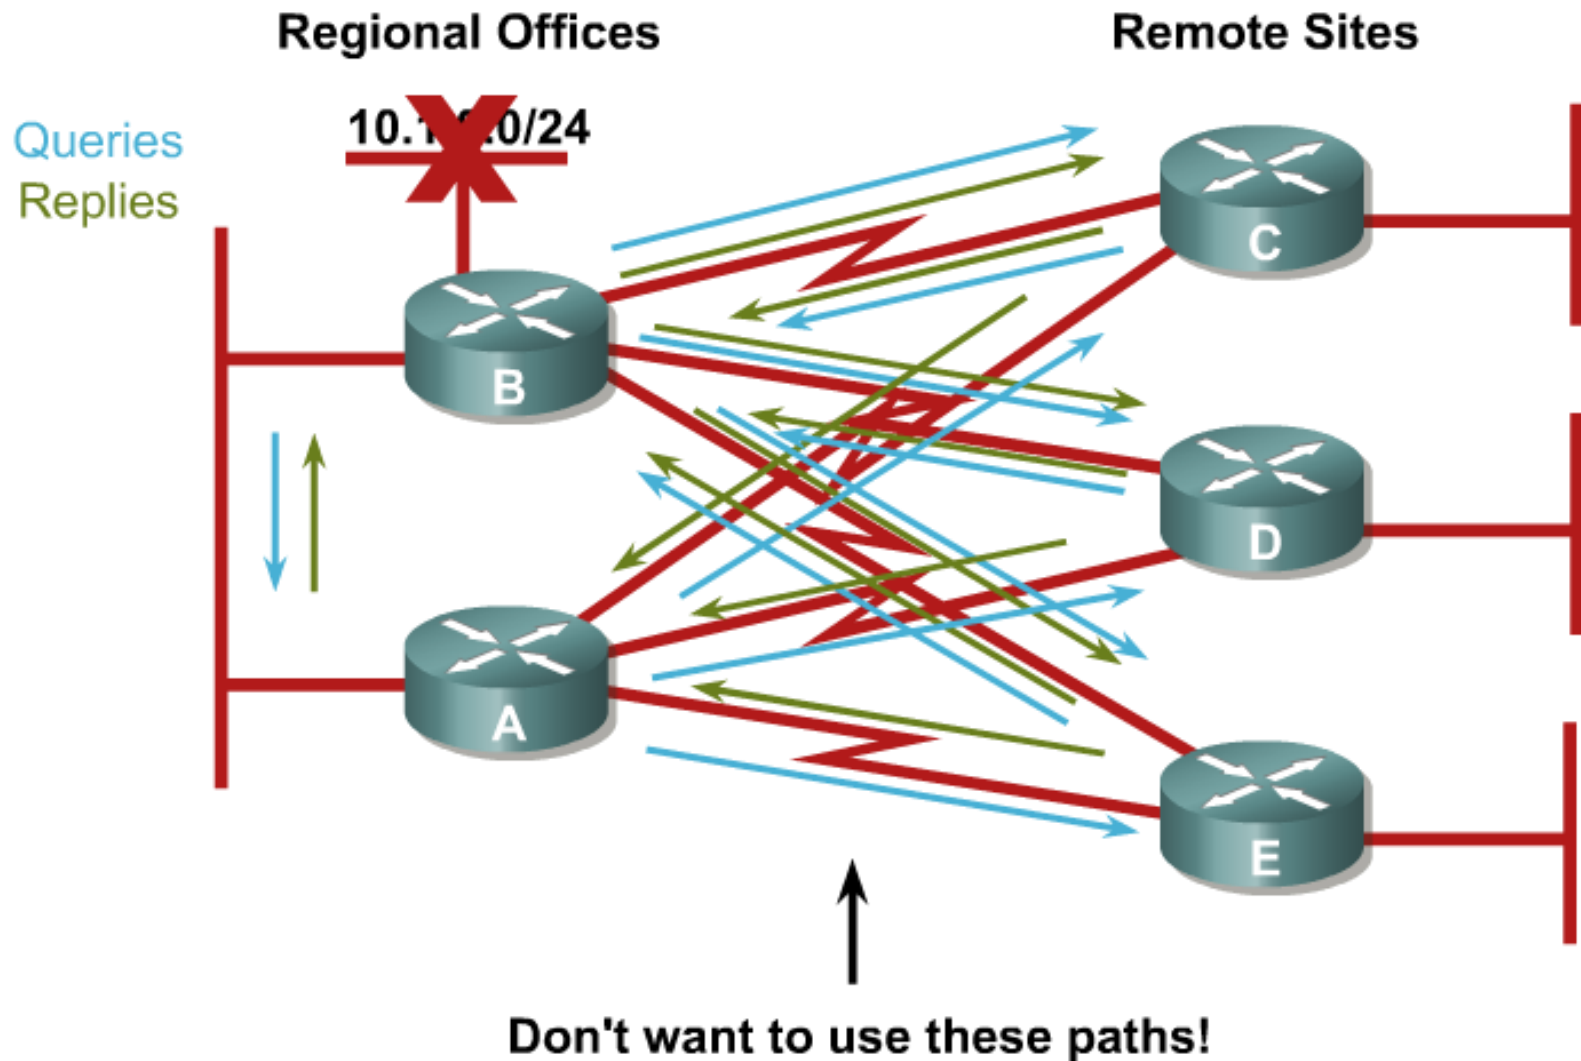 Regional Offices
Remote Sites
Queries
Replies
B
A
C
D
E
Don't want to use these paths!